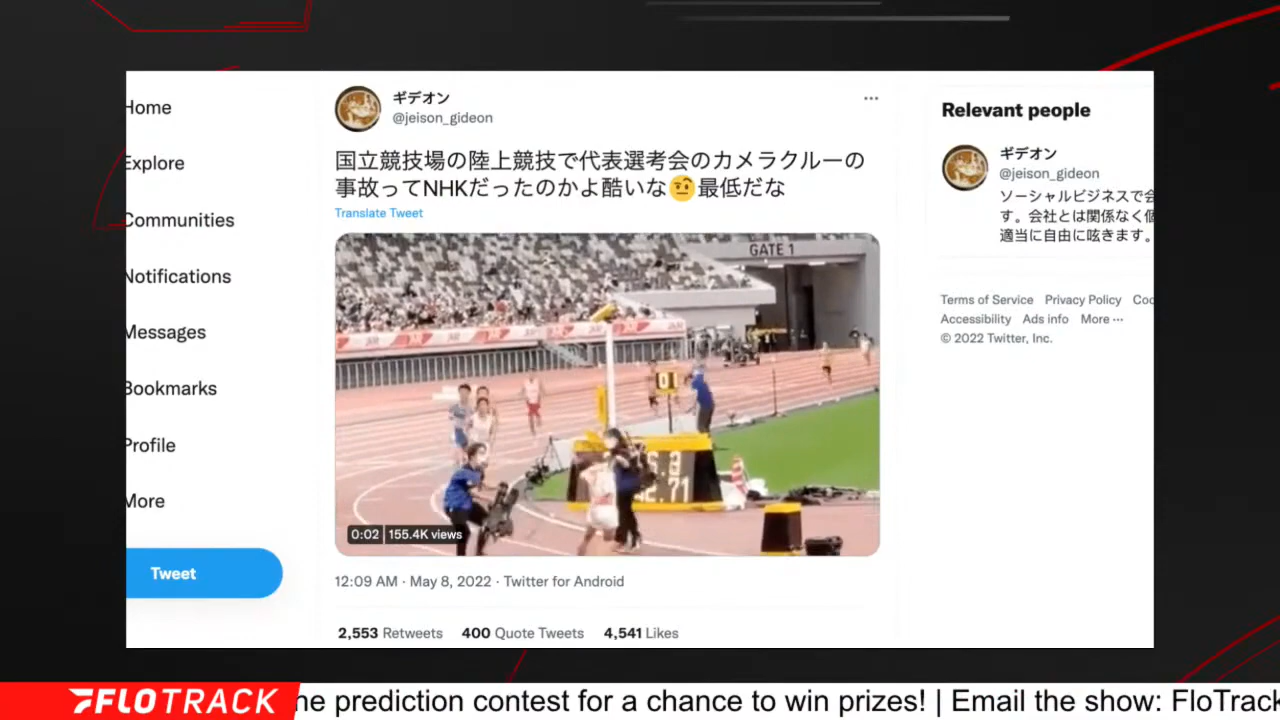 Home
Explore
Communities
Notifications
Messages
Bookmarks
Profile
More
Tweet
ギデオン
@jeison_gideon
国立競技場の陸上競技で代表選考会のカメラクルーの
事故ってNHKだったのかよ酷いな🤨最低だな
Translate Tweet
GATE 1
01
0:02 155.4K views
12:09 AM · May 8, 2022 · Twitter for Android
2,553 Retweets 400 Quote Tweets 4,541 Likes
Relevant people
ギデオン
@jeison_gideon
ソーシャルビジネスで会
す。会社とは関係なく個
適当に自由に呟きます。
Terms of Service Privacy Policy Coo
Accessibility Ads info More ···
© 2022 Twitter, Inc.
FLOTRACK
he prediction contest for a chance to win prizes! | Email the show: FloTrack